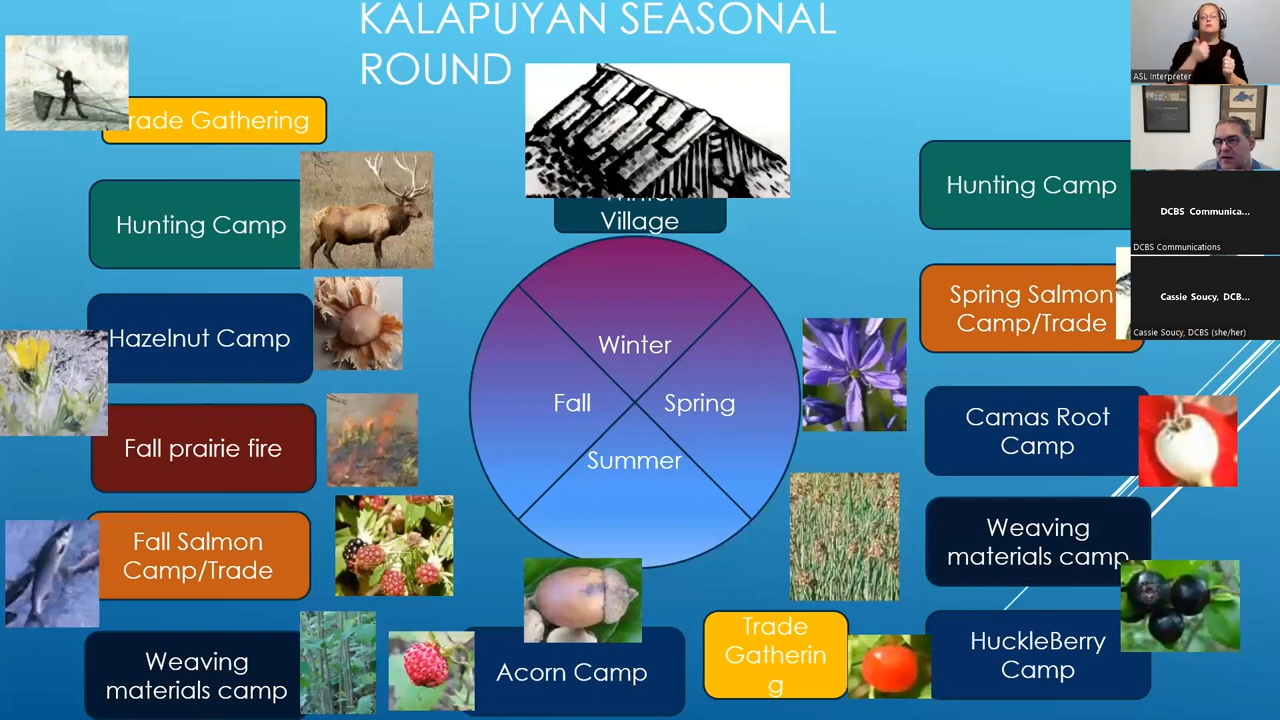 KALAPUYAN SEASONAL
ROUND
ASL Interpreter
rade Gathering
Hunting Camp
Hunting Camp
Winter
Village
DCBS Communica...
DCBS Communications
Spring Salmon
Camp/Trade
Cassie Soucy, DCB...
Cassie Soucy, DCBS (she/her)
Hazelnut Camp
Winter
Fall
Spring
Summer
Camas Root
Camp
Fall prairie fire
Weaving
materials camp
Fall Salmon
Camp/Trade
Trade
Gatherin
g
HuckleBerry
Camp
Weaving
materials camp
Acorn Camp